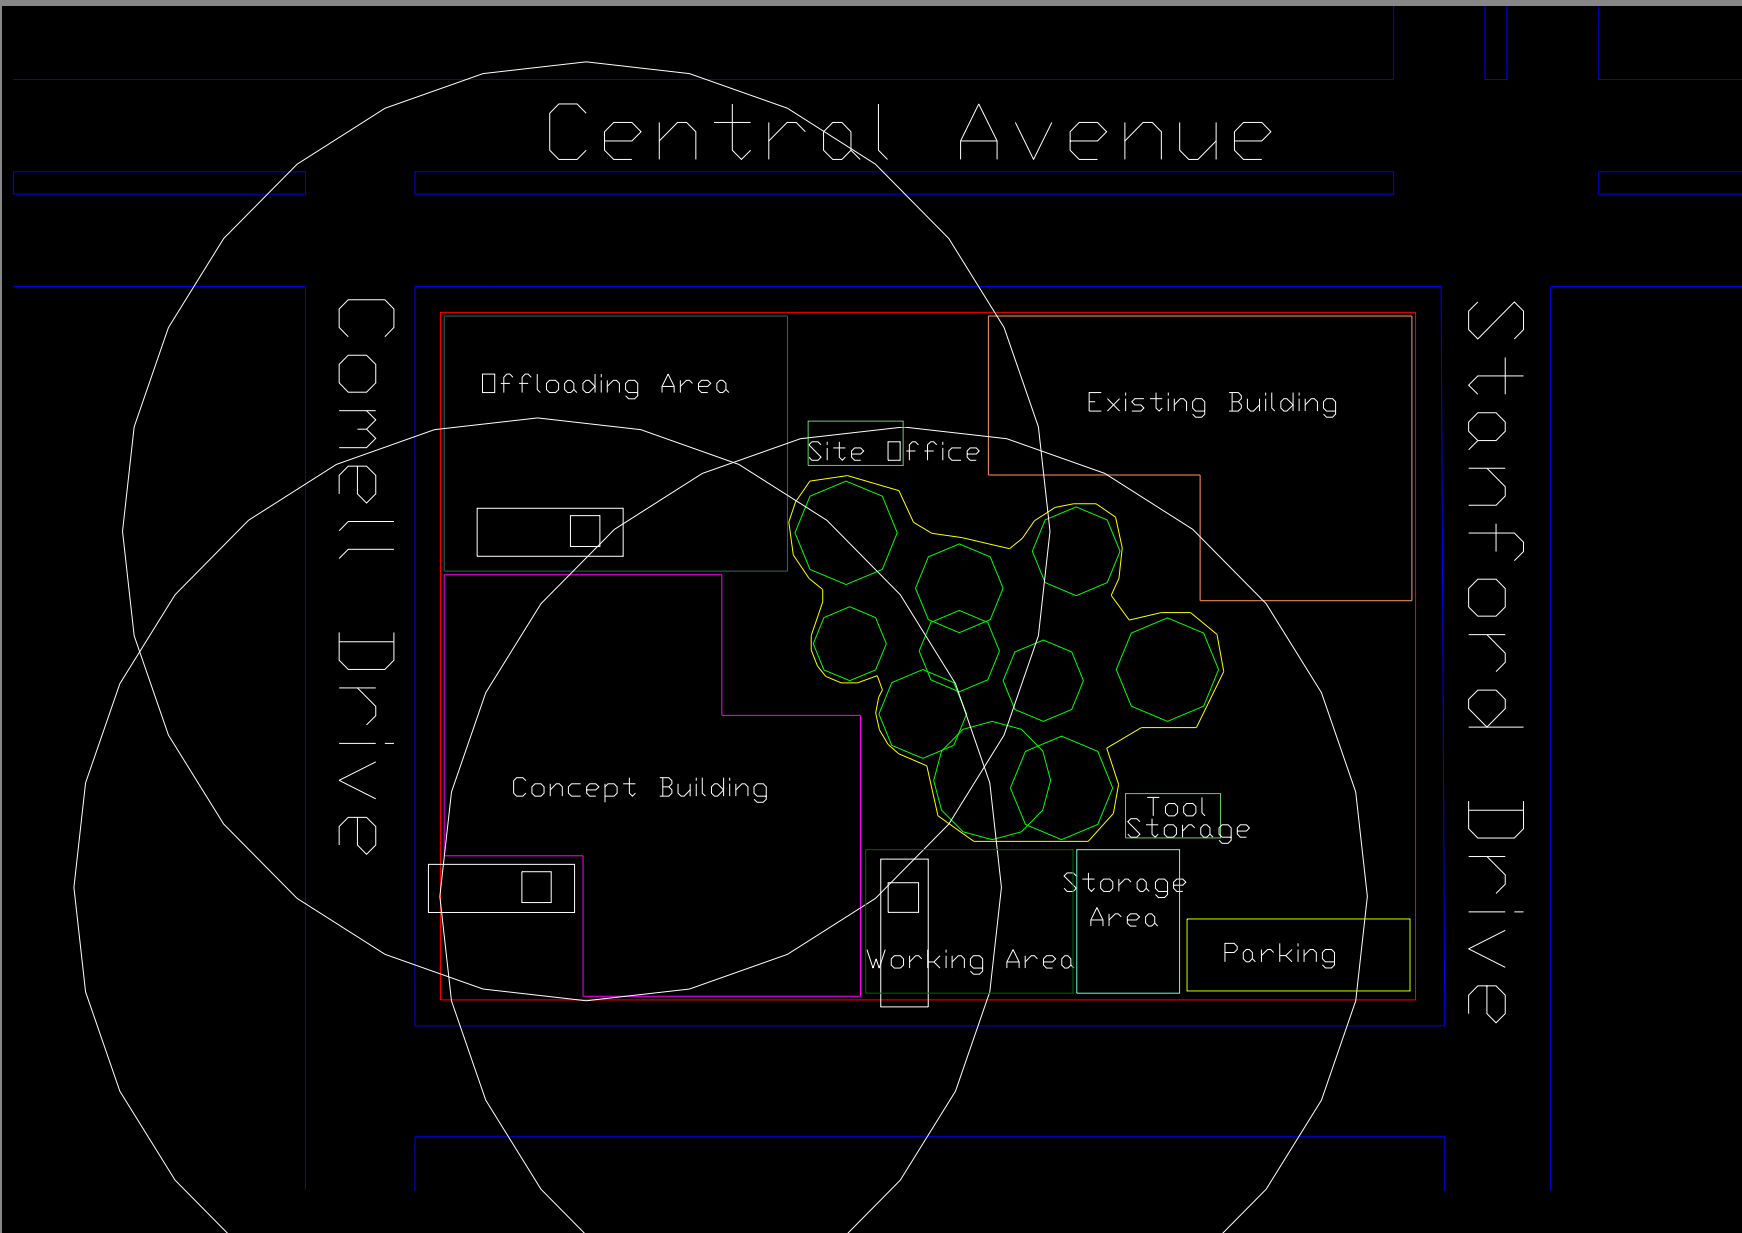 Central Avenue
Comell Drive
Stanford Drive
Offloading Area
Existing Building
Site Office
Concept Building
Tool
Storage
Storage
Area
Working Area
Parking